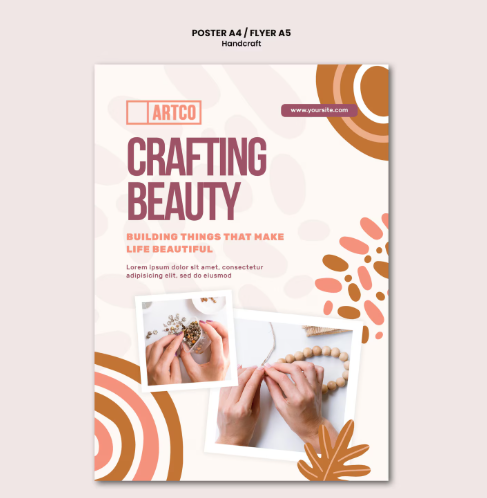 POSTER A4 / FLYER A5
Handcraft
ARTCO
www.yoursite.com
CRAFTING
BEAUTY
BUILDING THINGS THAT MAKE
LIFE BEAUTIFUL
Lorem ipsum dolor sit amet, consectetur
adipisicing elit, sed do eiusmod